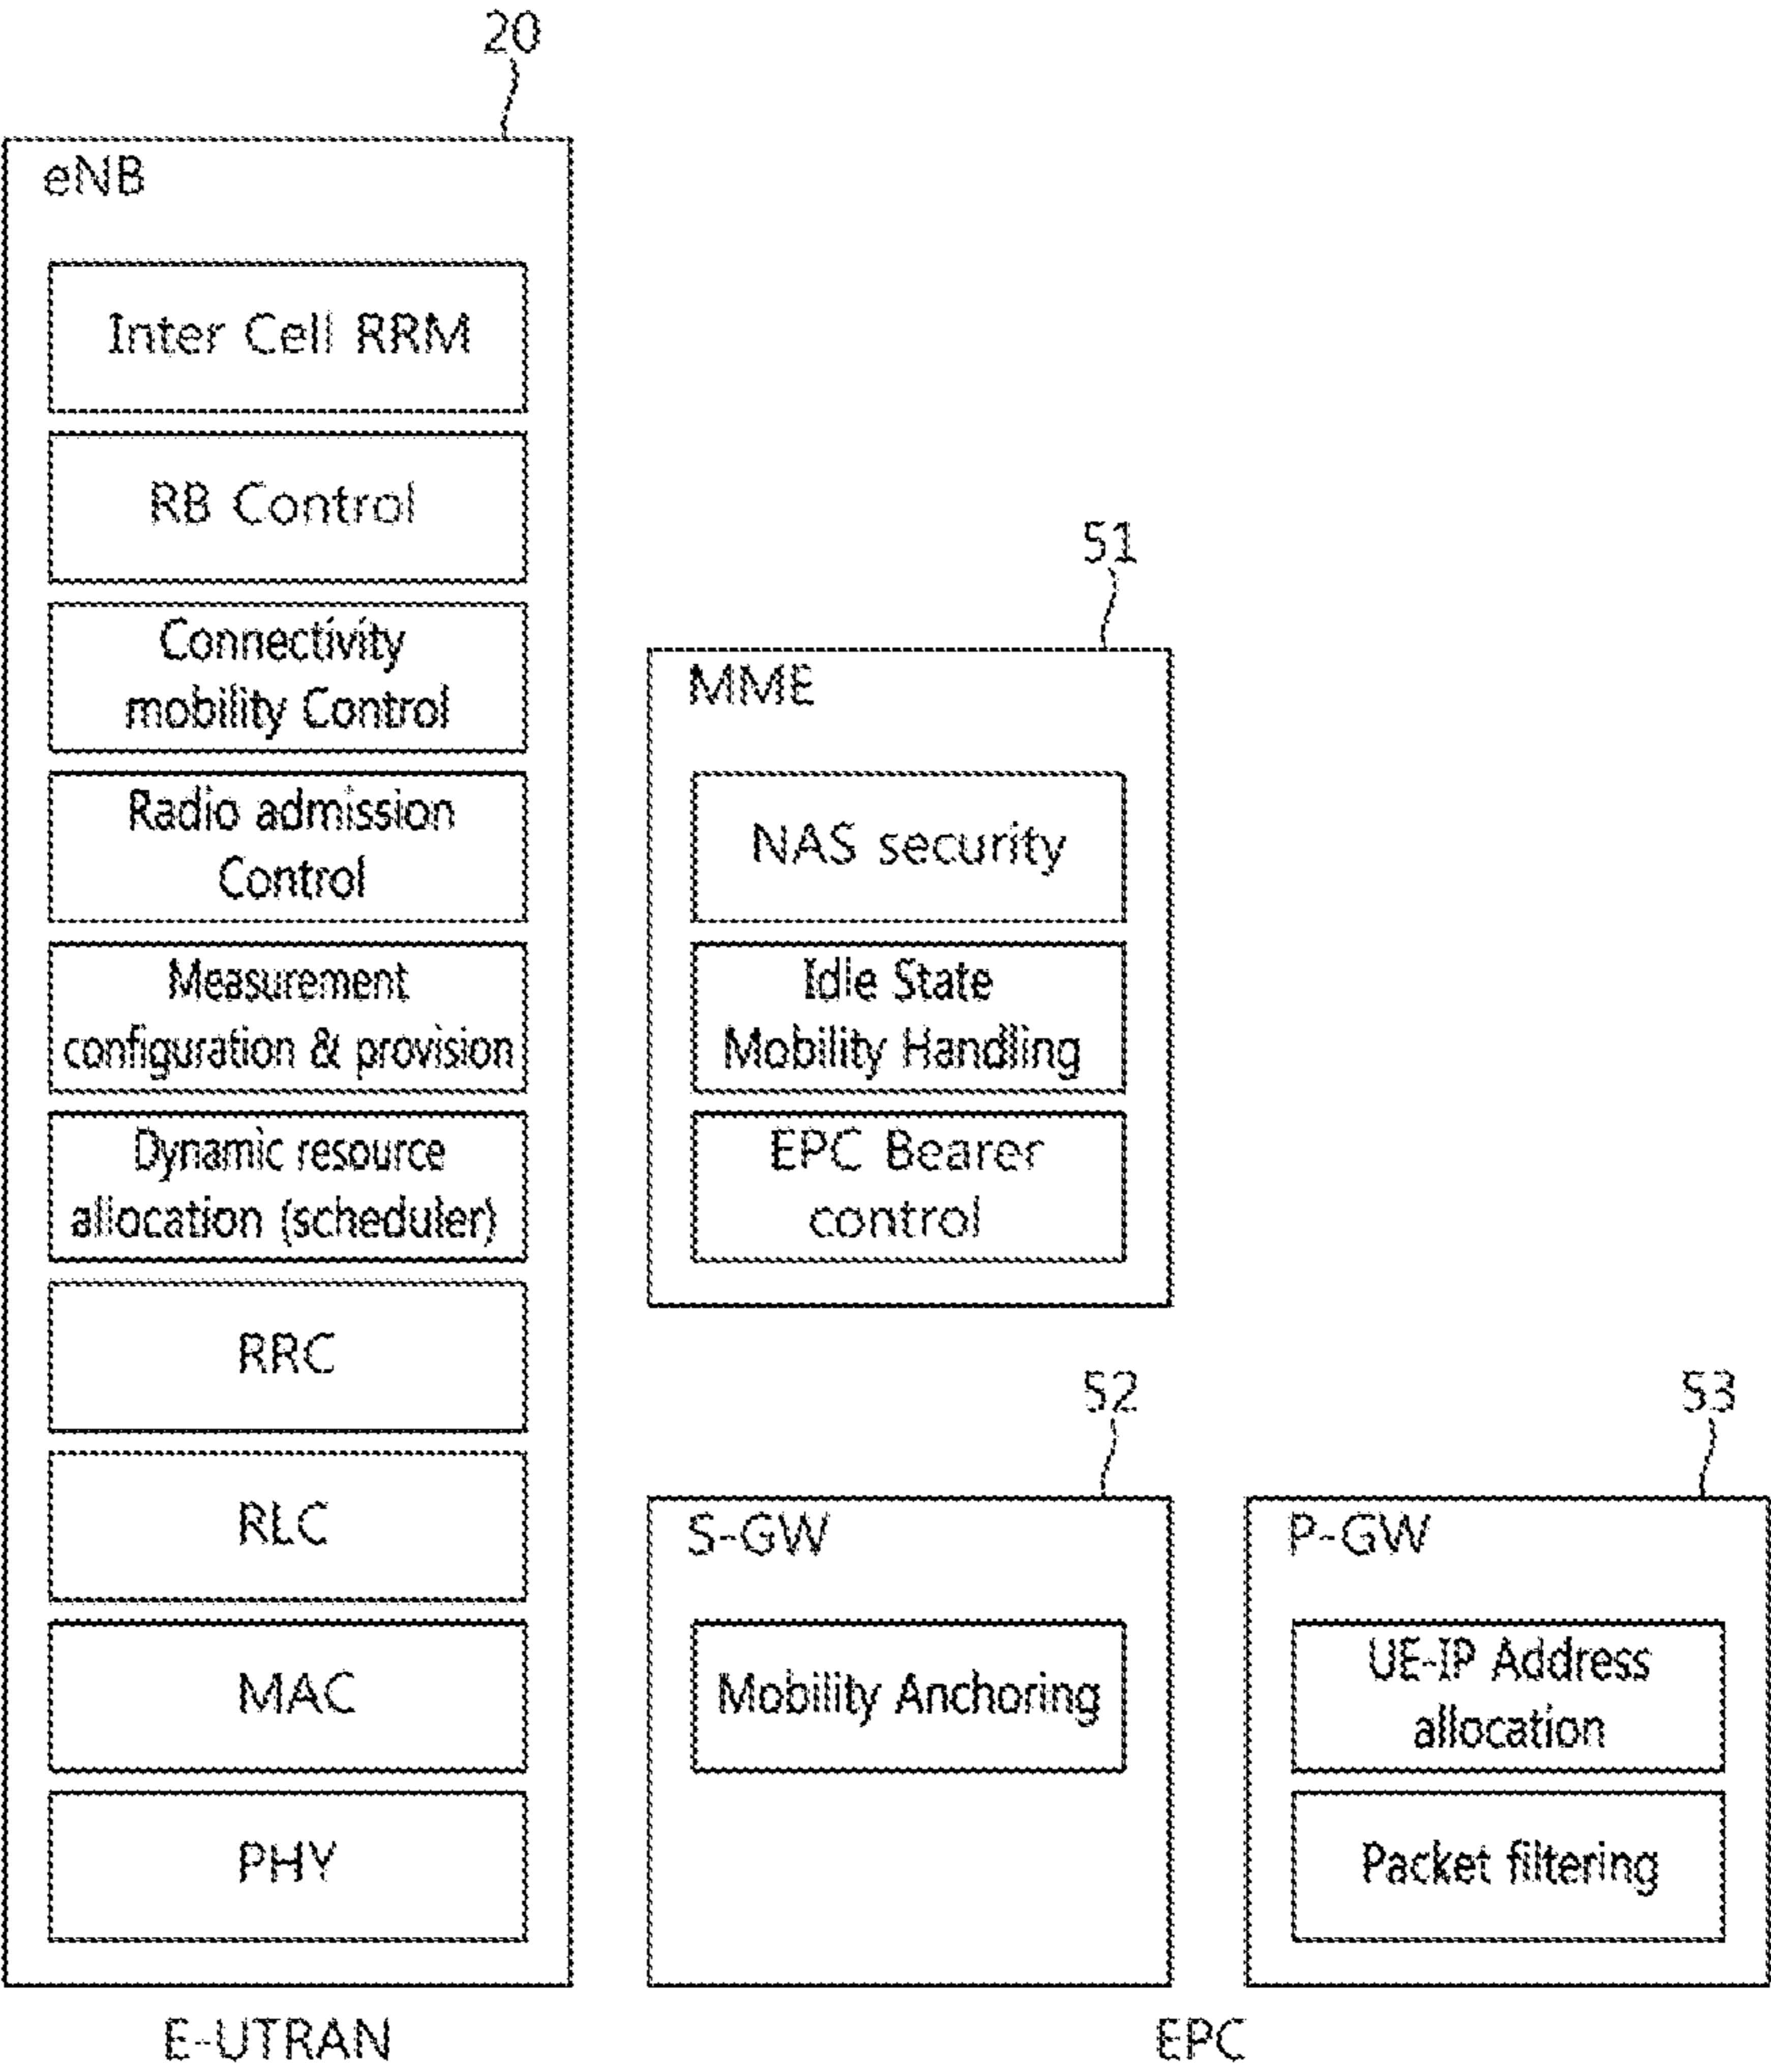 20
eNB
Inter Cell RRM
RB Control
Connectivity
mobility Control
Radio admission
Control
Measurement
configuration & provision
Dynamic resource
allocation (scheduler)
RRC
RLC
MAC
PHY
E-UTRAN
51
MME
NAS security
Idle State
Mobility Handling
EPC Bearer
control
52
S-GW
Mobility Anchoring
53
P-GW
UE-IP Address
allocation
Packet filtering
EPC